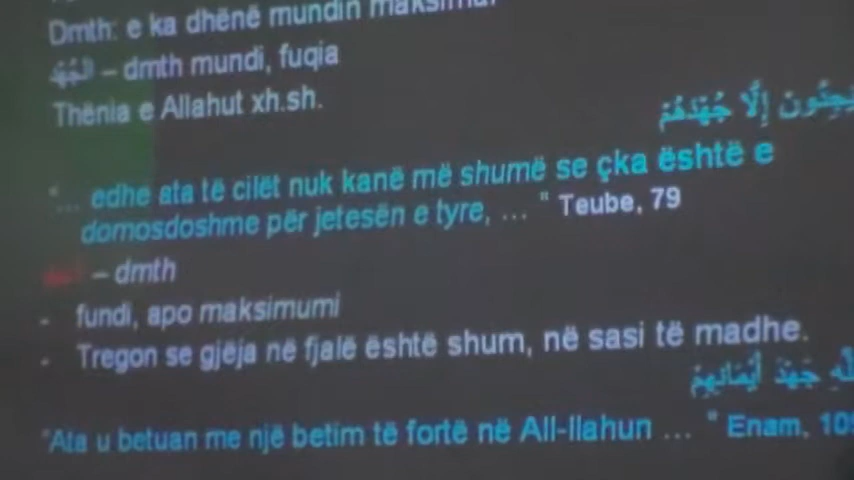 Dmth: e ka dhënë mundin maksimal
الجُهْد – dmth mundi, fuqia
Thënia e Allahut xh.sh.
يَجِدُونَ إِلَّا جُهْدَهُمْ
"... edhe ata të cilët nuk kanë më shumë se çka është e
domosdoshme për jetesën e tyre, ... " Teube, 79
– dmth
- fundi, apo maksimumi
- Tregon se gjëja në fjalë është shum, në sasi të madhe.
جَهْدَ أَيْمَانِهِمْ
"Ata u betuan me një betim të fortë në All-llahun ... " Enam, 109